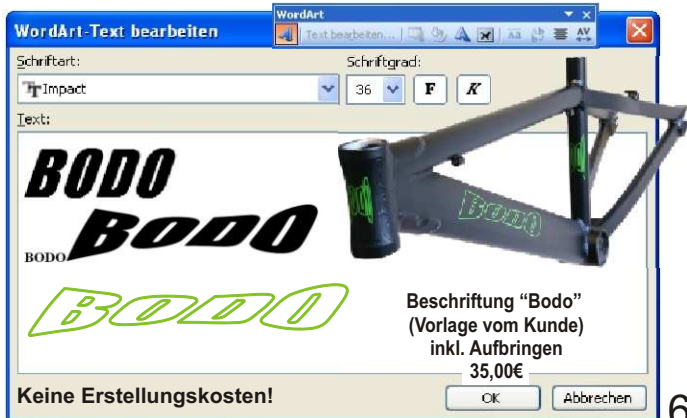 WordArt
WordArt-Text bearbeiten
Text bearbeiten...
Schriftart:
Schriftgrad:
Impact
36
F
K
Text:
BODO
BODO
BODO
BODO
BODO
Beschriftung “Bodo”
(Vorlage vom Kunde)
inkl. Aufbringen
35,00€
Keine Erstellungskosten!
OK
Abbrechen
6